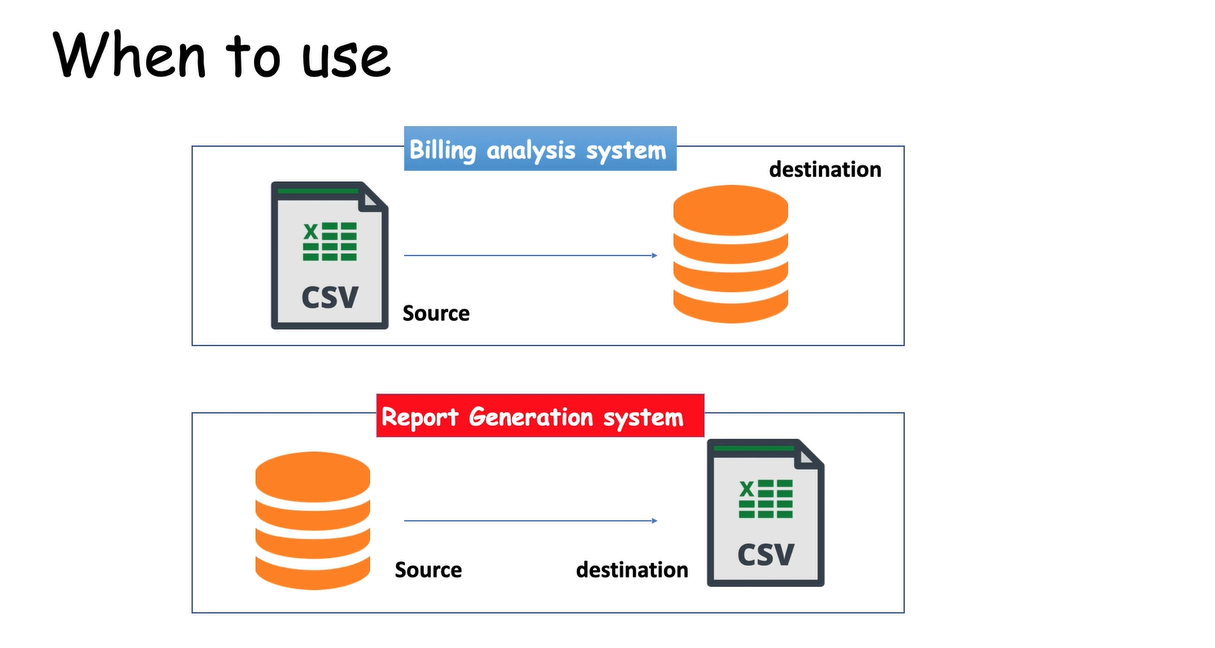 When to use
Billing analysis system
destination
X
CSV
Source
Report Generation system
X
CSV
Source
destination